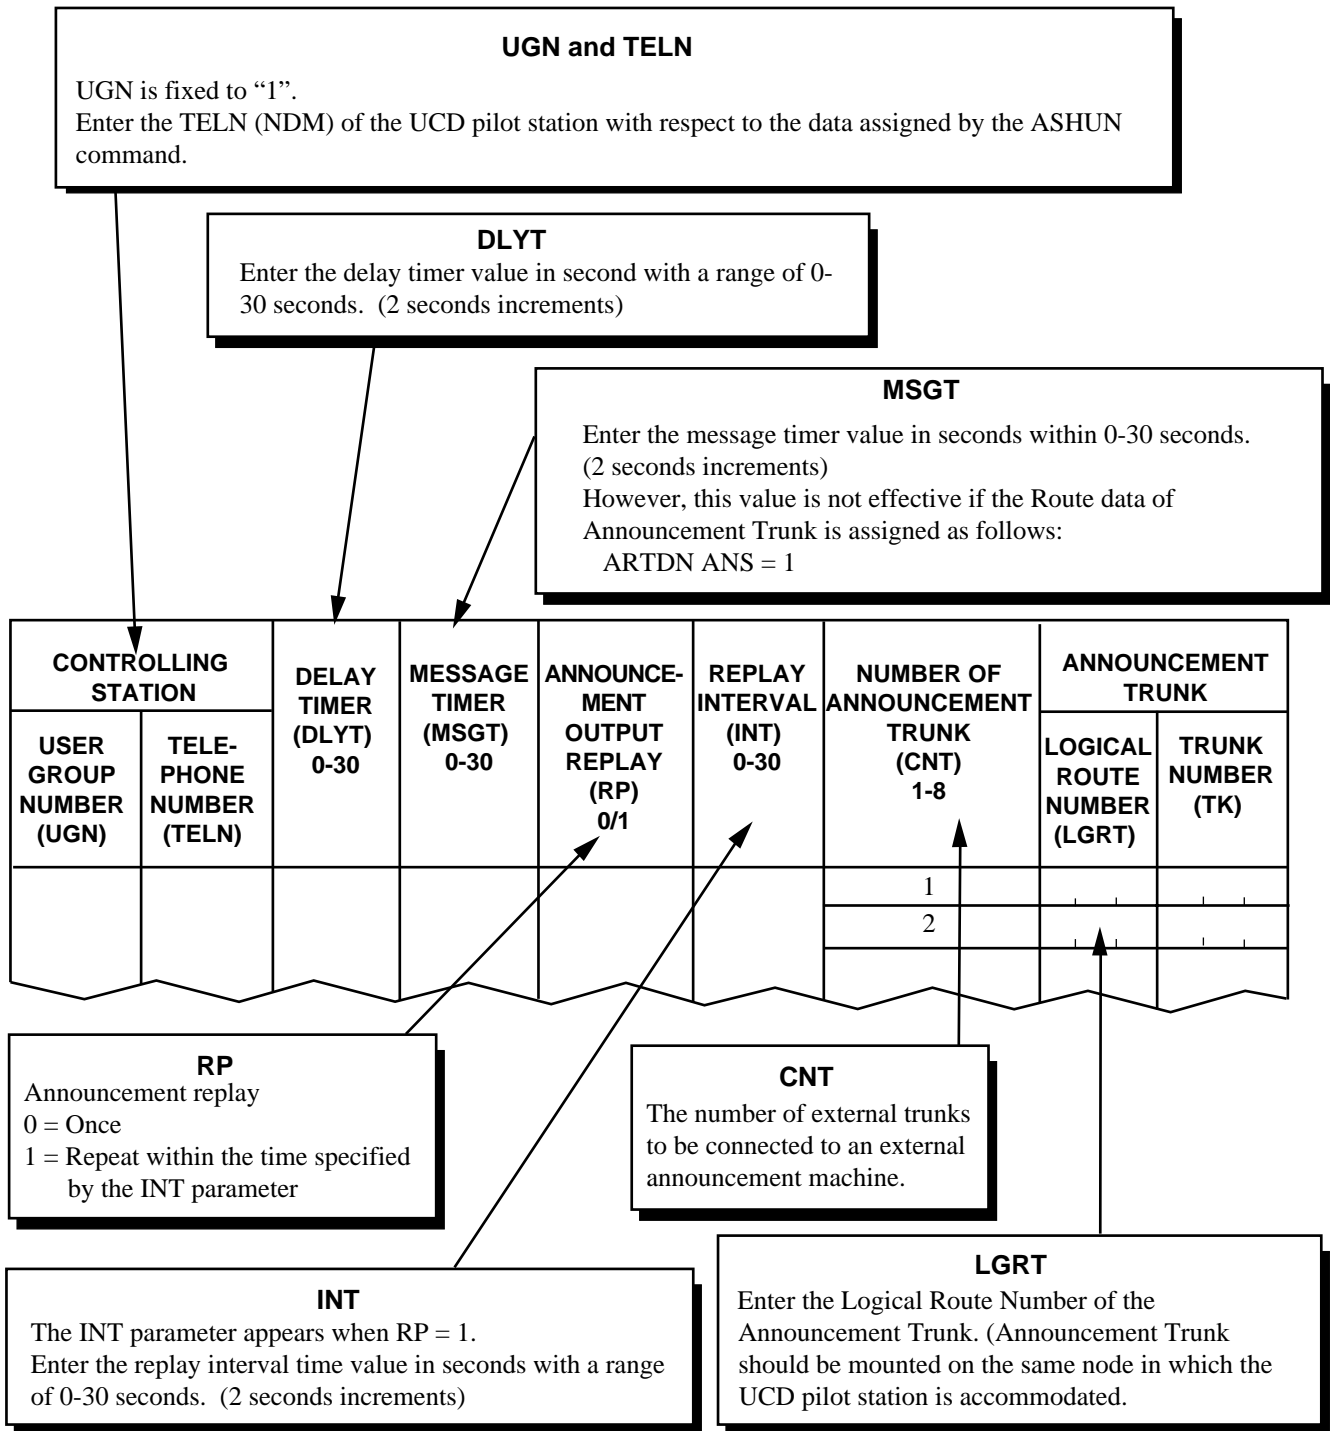 UGN and TELN
UGN is fixed to “1”.
Enter the TELN (NDM) of the UCD pilot station with respect to the data assigned by the ASHUN
command.
DLYT
Enter the delay timer value in second with a range of 0-
30 seconds.  (2 seconds increments)
MSGT
Enter the message timer value in seconds within 0-30 seconds.
(2 seconds increments)
However, this value is not effective if the Route data of
Announcement Trunk is assigned as follows:
ARTDN ANS = 1
CONTROLLING
STATION
USER
GROUP
NUMBER
(UGN)
TELE-
PHONE
NUMBER
(TELN)
DELAY
TIMER
(DLYT)
0-30
MESSAGE
TIMER
(MSGT)
0-30
ANNOUNCE-
MENT
OUTPUT
REPLAY
(RP)
0/1
REPLAY
INTERVAL
(INT)
0-30
NUMBER OF
ANNOUNCEMENT
TRUNK
(CNT)
1-8
ANNOUNCEMENT
TRUNK
LOGICAL
ROUTE
NUMBER
(LGRT)
TRUNK
NUMBER
(TK)
1
2
RP
Announcement replay
0 = Once
1 = Repeat within the time specified
by the INT parameter
CNT
The number of external trunks
to be connected to an external
announcement machine.
INT
The INT parameter appears when RP = 1.
Enter the replay interval time value in seconds with a range
of 0-30 seconds.  (2 seconds increments)
LGRT
Enter the Logical Route Number of the
Announcement Trunk. (Announcement Trunk
should be mounted on the same node in which the
UCD pilot station is accommodated.